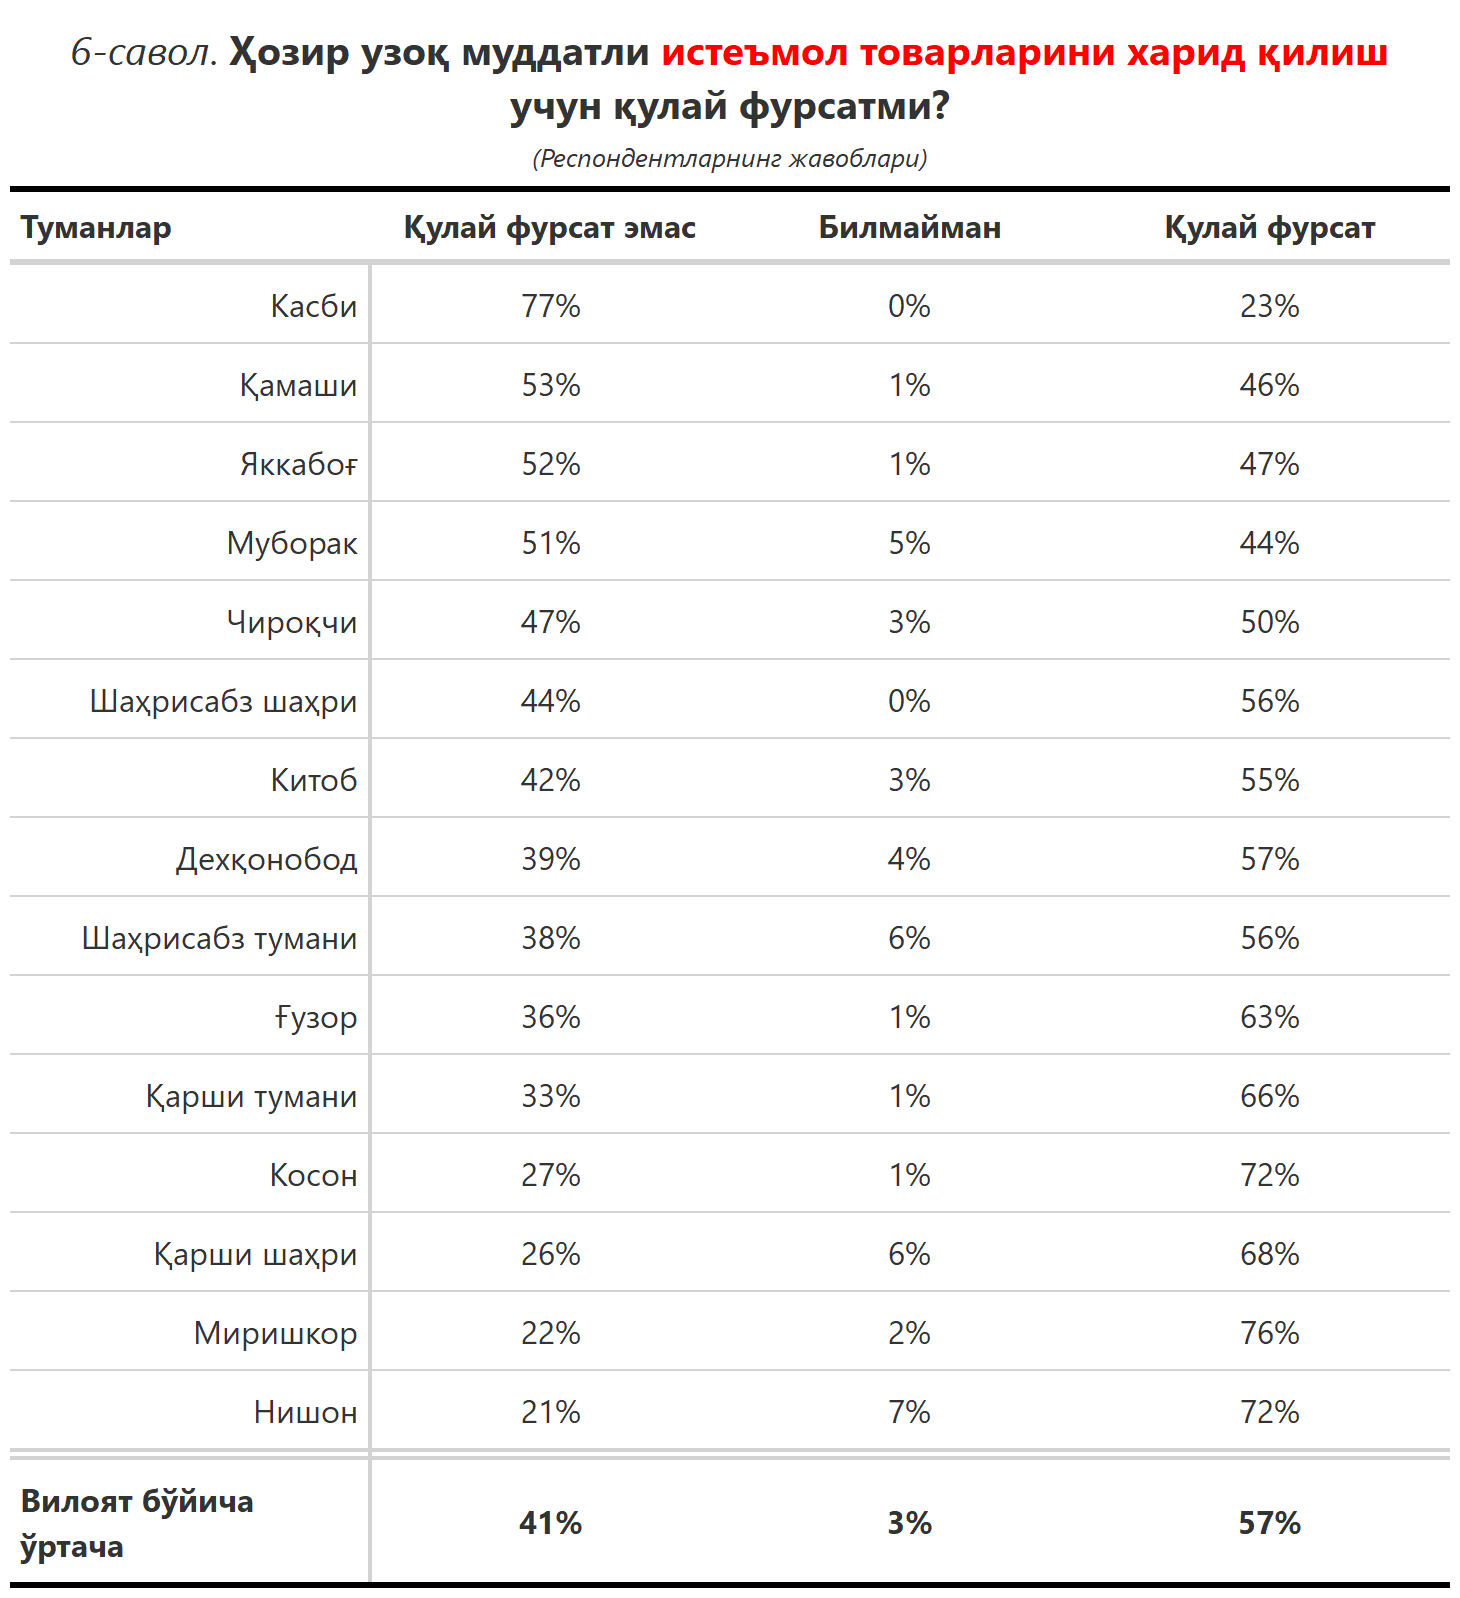 6-савол. Ҳозир узоқ муддатли истеъмол товарларини харид қилиш
учун қулай фурсатми?
(Респондентларнинг жавоблари)
Туманлар Қулай фурсат эмас Билмайман Қулай фурсат
Касби 77% 0% 23%
Қамаши 53% 1% 46%
Яккабоғ 52% 1% 47%
Муборак 51% 5% 44%
Чироқчи 47% 3% 50%
Шаҳрисабз шаҳри 44% 0% 56%
Китоб 42% 3% 55%
Дехқонобод 39% 4% 57%
Шаҳрисабз тумани 38% 6% 56%
Ғузор 36% 1% 63%
Қарши тумани 33% 1% 66%
Косон 27% 1% 72%
Қарши шаҳри 26% 6% 68%
Миришкор 22% 2% 76%
Нишон 21% 7% 72%
Вилоят бўйича
ўртача 41% 3% 57%